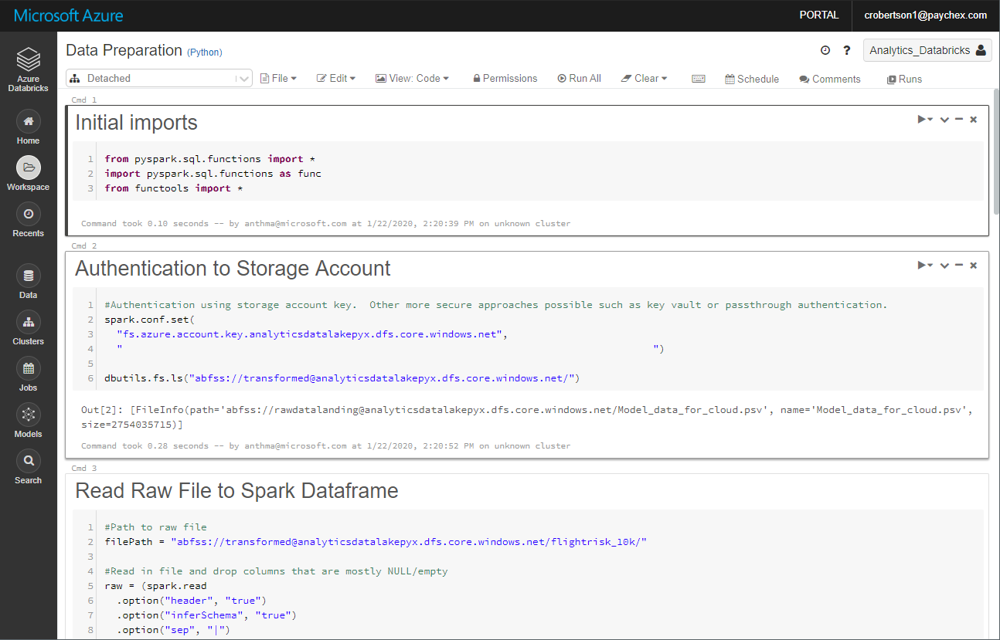 Microsoft Azure
PORTAL
crobertson1@paychex.com
Azure Databricks
Home
Workspace
Recents
Data
Clusters
Jobs
Models
Search
Data Preparation (Python)
?
Analytics_Databricks
Detached
File
Edit
View: Code
Permissions
Run All
Clear
Schedule
Comments
Runs
Cmd 1
Initial imports
1 from pyspark.sql.functions import *
2 import pyspark.sql.functions as func
3 from functools import *
Command took 0.10 seconds -- by anthma@microsoft.com at 1/22/2020, 2:20:39 PM on unknown cluster
Cmd 2
Authentication to Storage Account
1 #Authentication using storage account key.  Other more secure approaches possible such as key vault or passthrough authentication.
2 spark.conf.set(
3   "fs.azure.account.key.analyticsdatalakepyx.dfs.core.windows.net",
4   " ")
5
6 dbutils.fs.ls("abfss://transformed@analyticsdatalakepyx.dfs.core.windows.net/")
Out[2]: [FileInfo(path='abfss://rawdatalanding@analyticsdatalakepyx.dfs.core.windows.net/Model_data_for_cloud.psv', name='Model_data_for_cloud.psv',
size=2754035715)]
Command took 0.28 seconds -- by anthma@microsoft.com at 1/22/2020, 2:20:52 PM on unknown cluster
Cmd 3
Read Raw File to Spark Dataframe
1 #Path to raw file
2 filePath = "abfss://transformed@analyticsdatalakepyx.dfs.core.windows.net/flightrisk_10k/"
3
4 #Read in file and drop columns that are mostly NULL/empty
5 raw = (spark.read
6   .option("header", "true")
7   .option("inferSchema", "true")
8   .option("sep", "|")